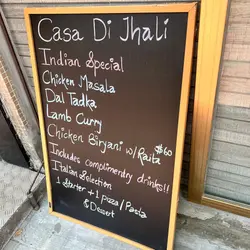 Casa Di Jhali
Indian Special
Chicken Masala
Dal Tadka
Lamb Curry
Chicken Biryani w/Raita $60
Includes complimentry drinks!!
Italian Selection
1 Starter + 1 pizza/Pasta
& Dessert